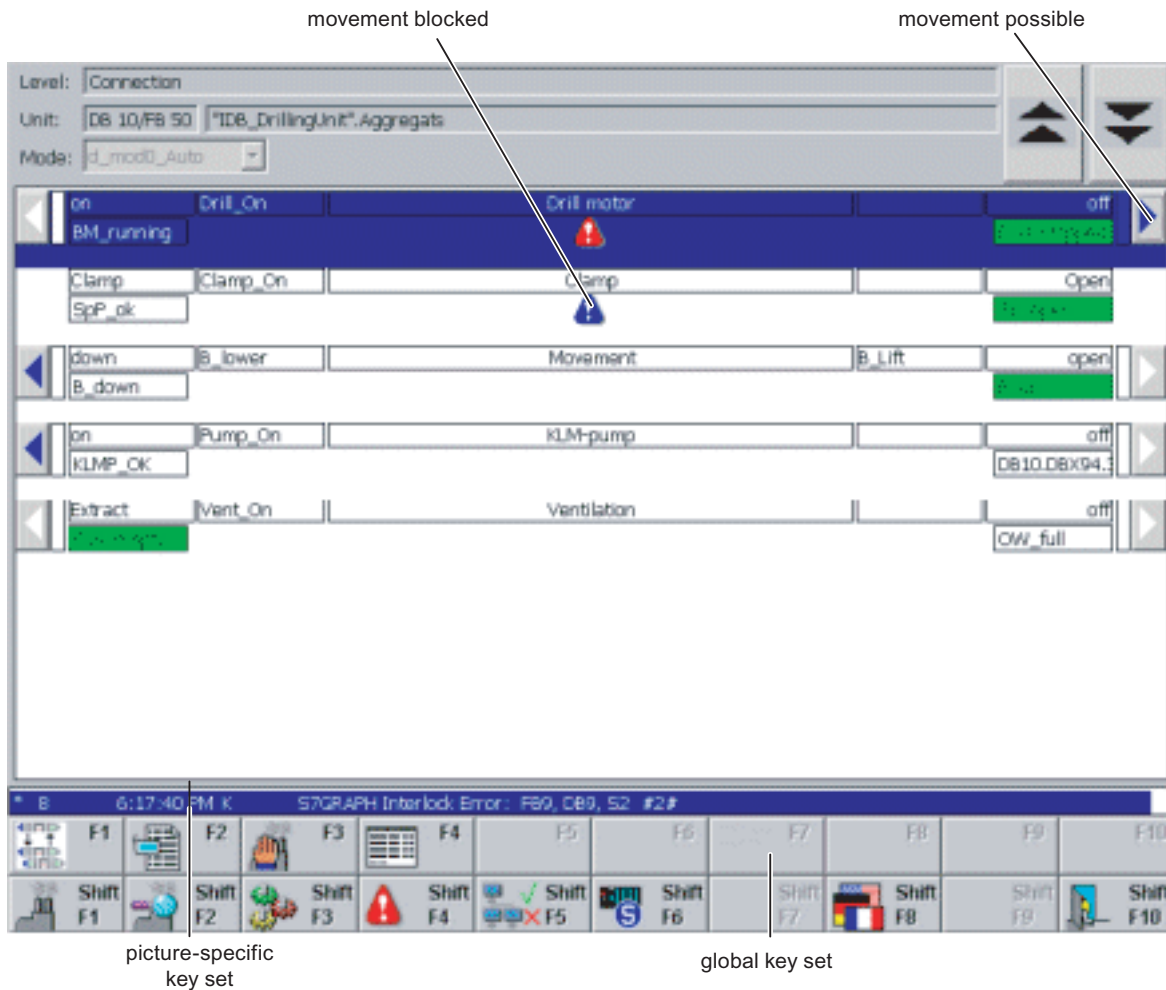 movement blocked
movement possible
Level: Connection
Unit: DB 10/FB 50 "IDB_DrillingUnit".Aggregats
Mode: d_mod0_Auto
on Drill_On Drill motor off
BM_running
Clamp Clamp_On Clamp Open
SpP_ok
down B_lower Movement B_Lift open
B_down
on Pump_On KLM-pump off
KLMP_OK DB10.DBX94.3
Extract Vent_On Ventilation off
OW_full
* B 6:17:40 PM K S7GRAPH Interlock Error: FB9, DB9, S2 #2#
F1 F2 F3 F4 F5 F6 F7 F8 F9 F10
Shift Shift Shift Shift Shift Shift Shift Shift Shift Shift
F1 F2 F3 F4 F5 S F6 F7 F8 F9 F10
picture-specific
key set
global key set